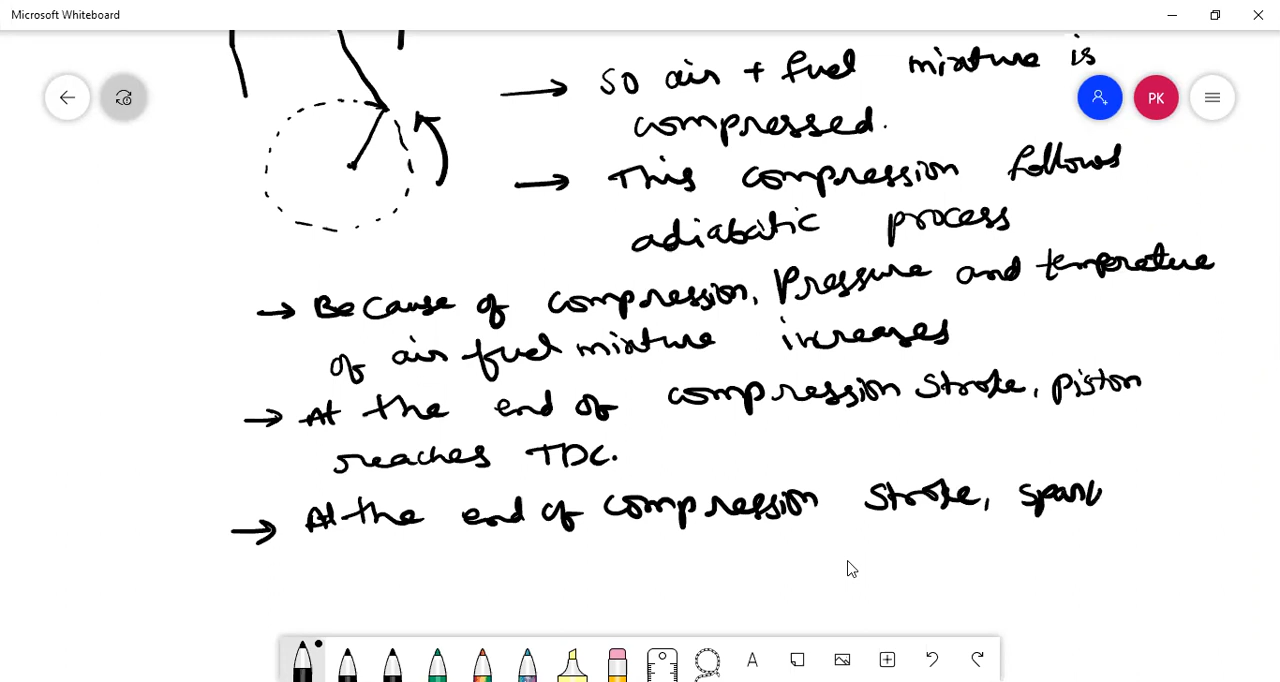 Microsoft Whiteboard
PK
So air + fuel mixture is
compressed.
This compression follows
adiabatic process
Because of compression, Pressure and temperature
of air fuel mixture increases
At the end of compression stroke, piston
reaches TDC.
At the end of compression stroke, spark
A